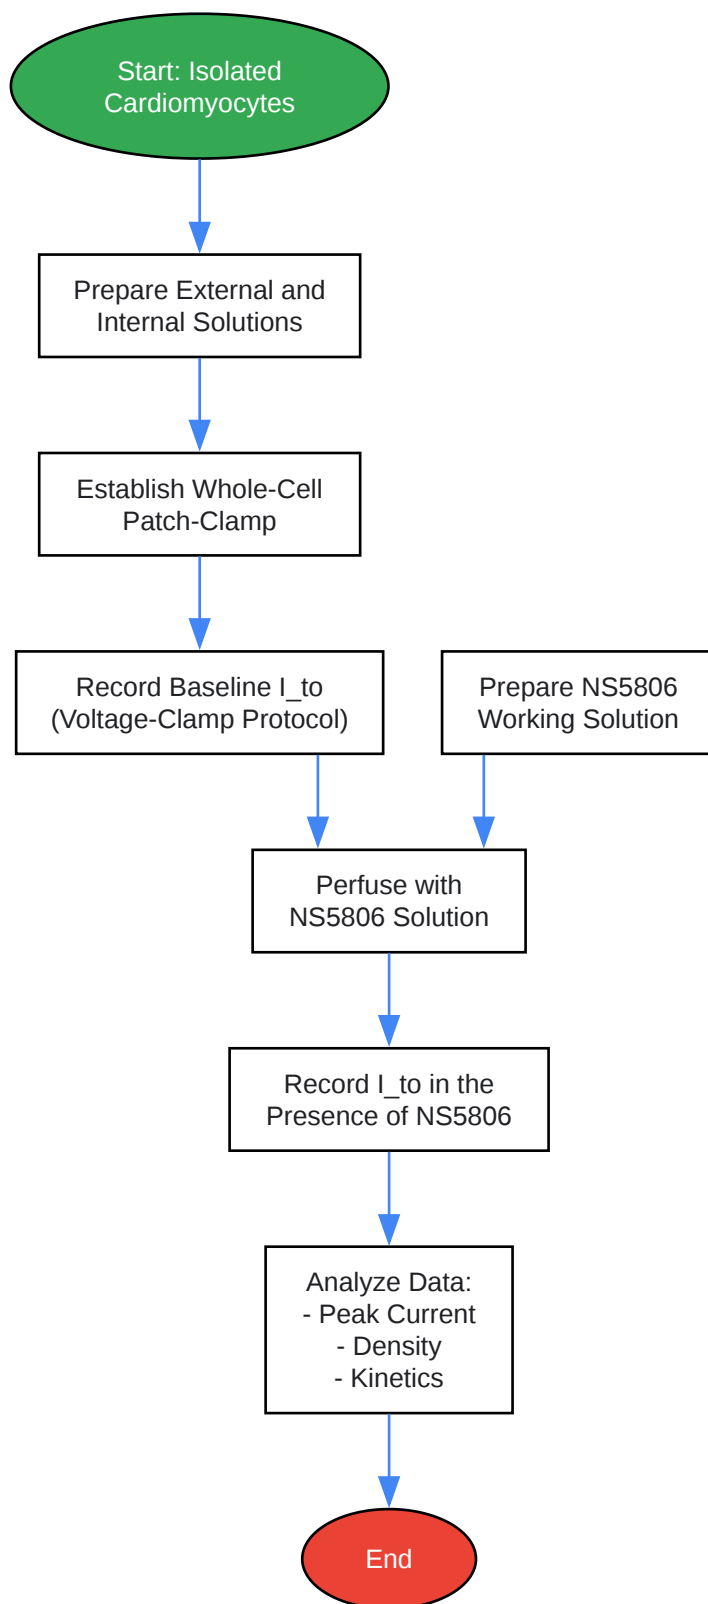 Start: Isolated
Cardiomyocytes
Prepare External and
Internal Solutions
Establish Whole-Cell
Patch-Clamp
Record Baseline I_to
(Voltage-Clamp Protocol)
Prepare NS5806
Working Solution
Perfuse with
NS5806 Solution
Record I_to in the
Presence of NS5806
Analyze Data:
- Peak Current
- Density
- Kinetics
End